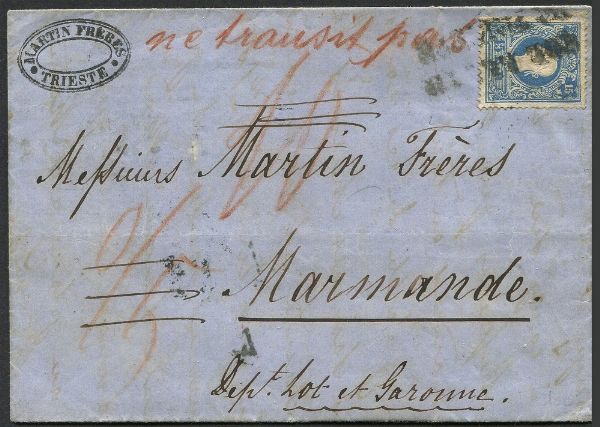 MARTIN FRÈRES
TRIESTE
ne transit pas
Messieurs Martin Frères
Marmande.
Dept. Lot et Garonne.